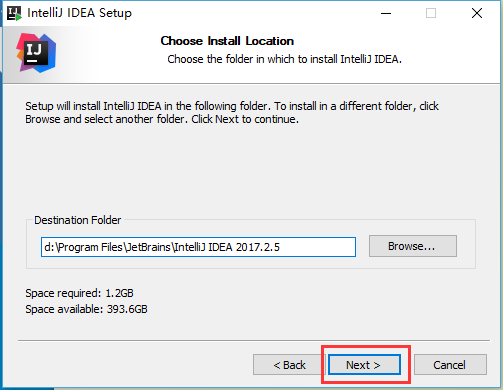 IntelliJ IDEA Setup
IJ
Choose Install Location
Choose the folder in which to install IntelliJ IDEA.
Setup will install IntelliJ IDEA in the following folder. To install in a different folder, click
Browse and select another folder. Click Next to continue.
Destination Folder
d:\Program Files\JetBrains\IntelliJ IDEA 2017.2.5
Browse...
Space required: 1.2GB
Space available: 393.6GB
< Back
Next >
Cancel